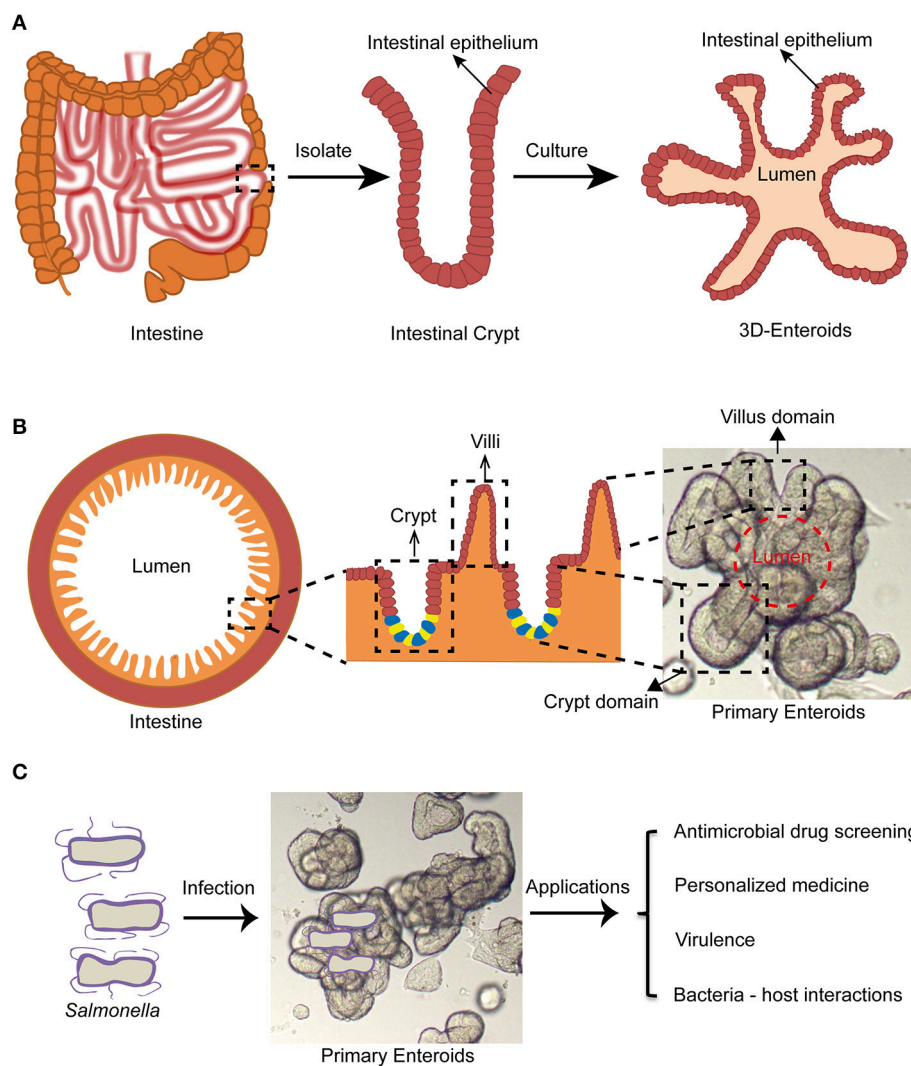 A
Intestinal epithelium
Intestinal epithelium
Isolate
Culture
Lumen
Intestine
Intestinal Crypt
3D-Enteroids
B
Villus domain
Villi
Crypt
Lumen
Lumen
Crypt domain
Intestine
Primary Enteroids
C
Antimicrobial drug screening
Infection
Applications
Personalized medicine
Virulence
Bacteria - host interactions
Salmonella
Primary Enteroids